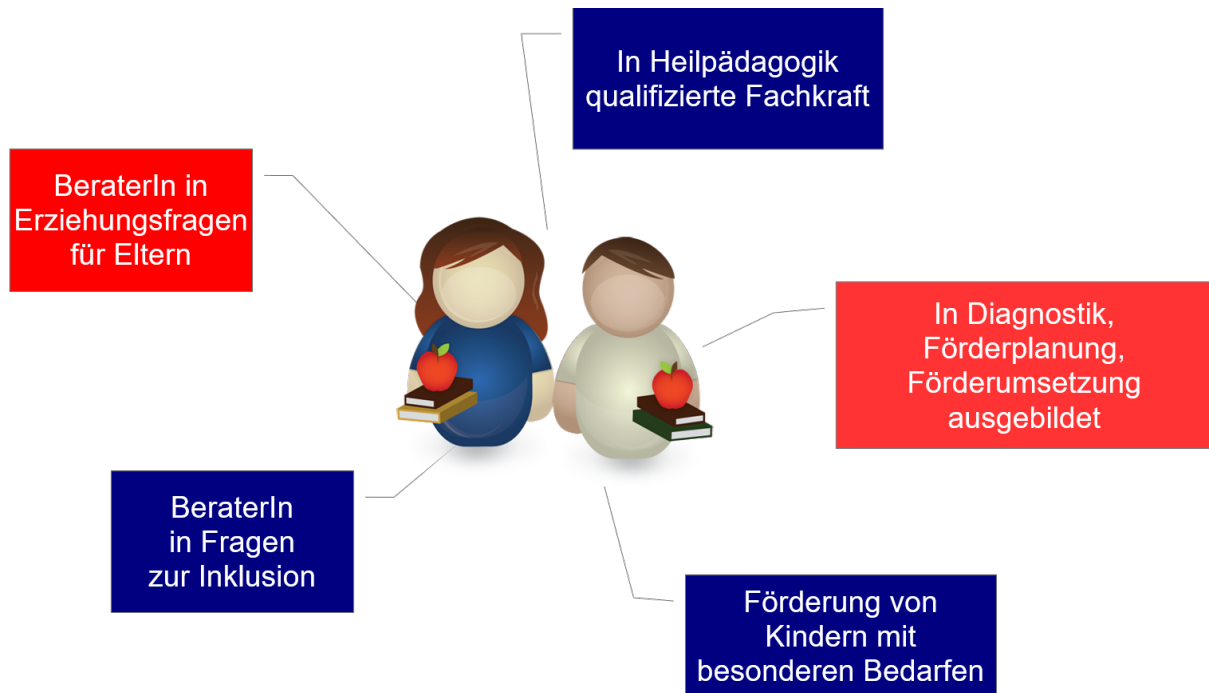 In Heilpädagogik
qualifizierte Fachkraft
BeraterIn in
Erziehungsfragen
für Eltern
In Diagnostik,
Förderplanung,
Förderumsetzung
ausgebildet
BeraterIn
in Fragen
zur Inklusion
Förderung von
Kindern mit
besonderen Bedarfen